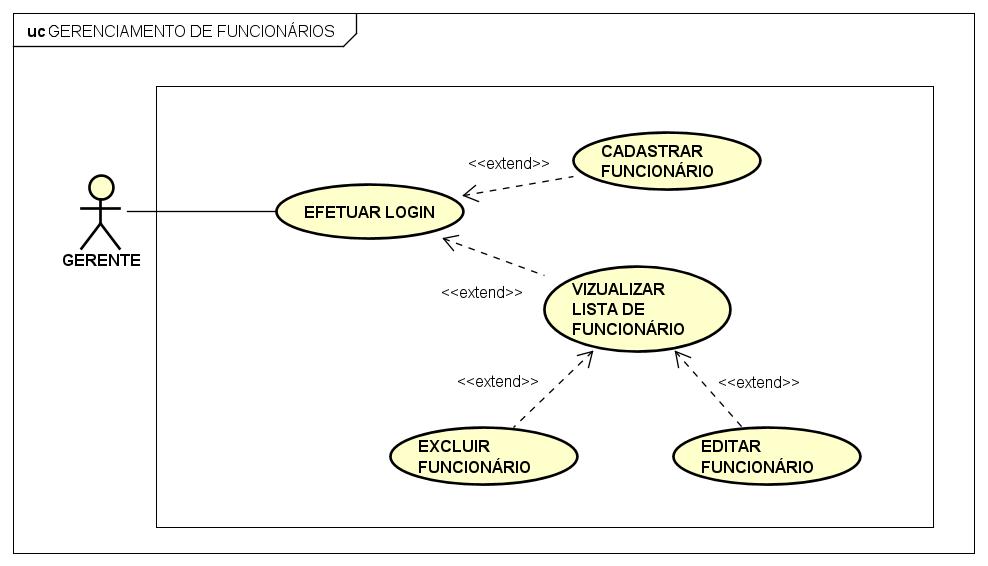 uc GERENCIAMENTO DE FUNCIONÁRIOS
CADASTRAR
FUNCIONÁRIO
<<extend>>
EFETUAR LOGIN
GERENTE
<<extend>>
VIZUALIZAR
LISTA DE
FUNCIONÁRIO
<<extend>>
<<extend>>
EXCLUIR
FUNCIONÁRIO
EDITAR
FUNCIONÁRIO